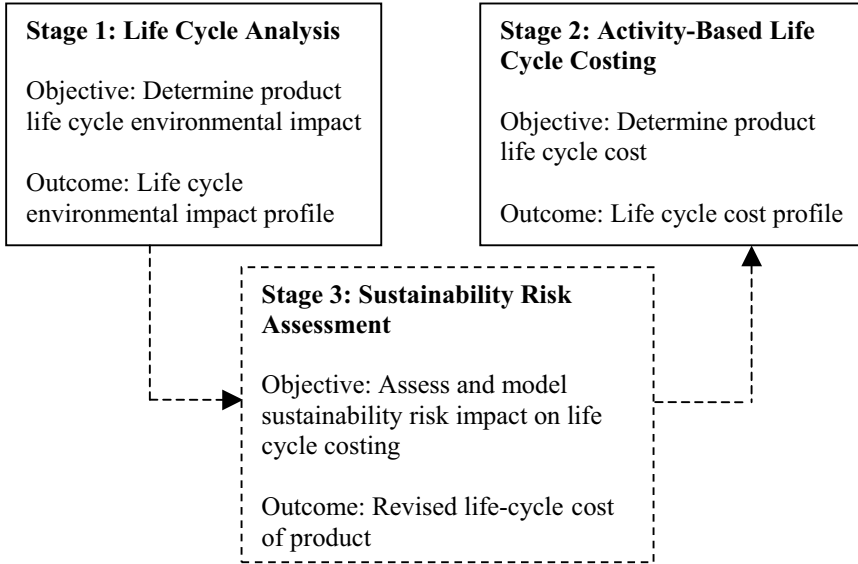 Stage 1: Life Cycle Analysis
Objective: Determine product
life cycle environmental impact
Outcome: Life cycle
environmental impact profile
Stage 2: Activity-Based Life
Cycle Costing
Objective: Determine product
life cycle cost
Outcome: Life cycle cost profile
Stage 3: Sustainability Risk
Assessment
Objective: Assess and model
sustainability risk impact on life
cycle costing
Outcome: Revised life-cycle cost
of product